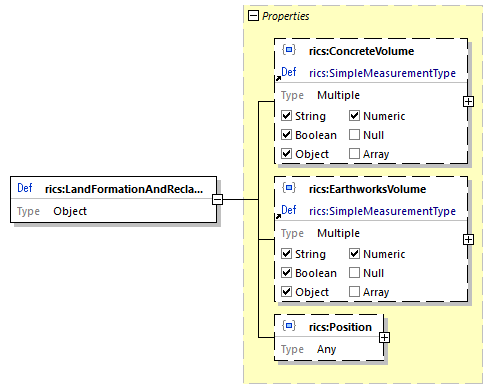 Properties
rics:ConcreteVolume
Def rics:SimpleMeasurementType
Type Multiple
String Numeric
Boolean Null
Object Array
Def rics:LandFormationAndRecla...
Type Object
rics:EarthworksVolume
Def rics:SimpleMeasurementType
Type Multiple
String Numeric
Boolean Null
Object Array
rics:Position
Type Any